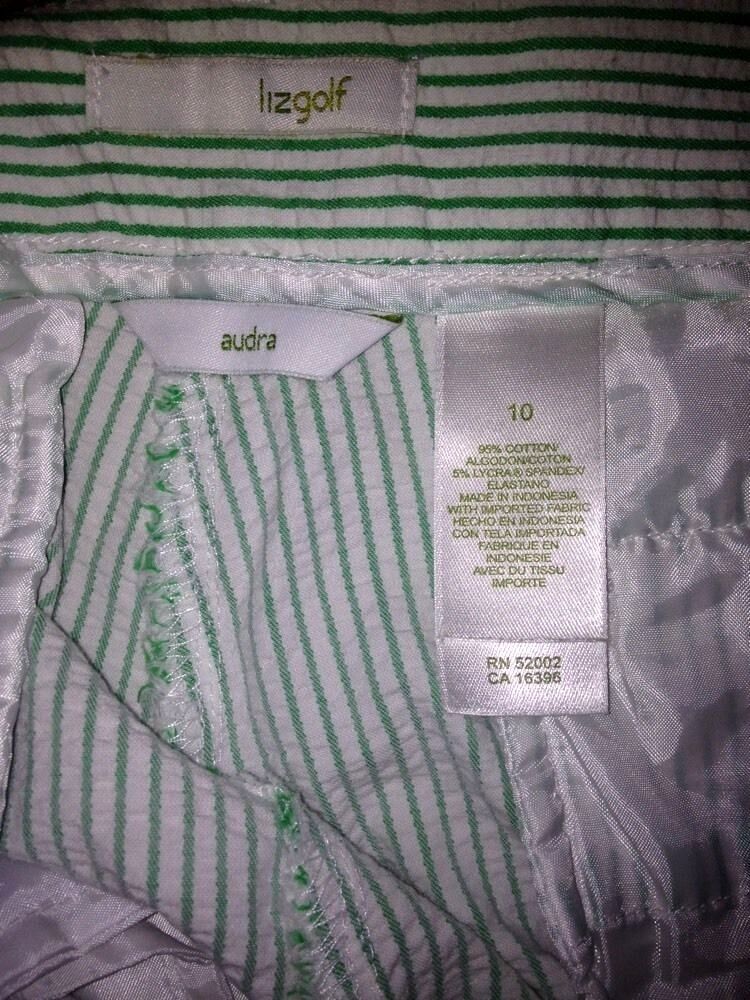 lizgolf
audra
10
95% COTTON/
ALGODON/COTON
5% LYCRA® SPANDEX/
ELASTANO
MADE IN INDONESIA
WITH IMPORTED FABRIC
HECHO EN INDONESIA
CON TELA IMPORTADA
FABRIQUE EN
INDONESIE
AVEC DU TISSU
IMPORTE
RN 52002
CA 16396